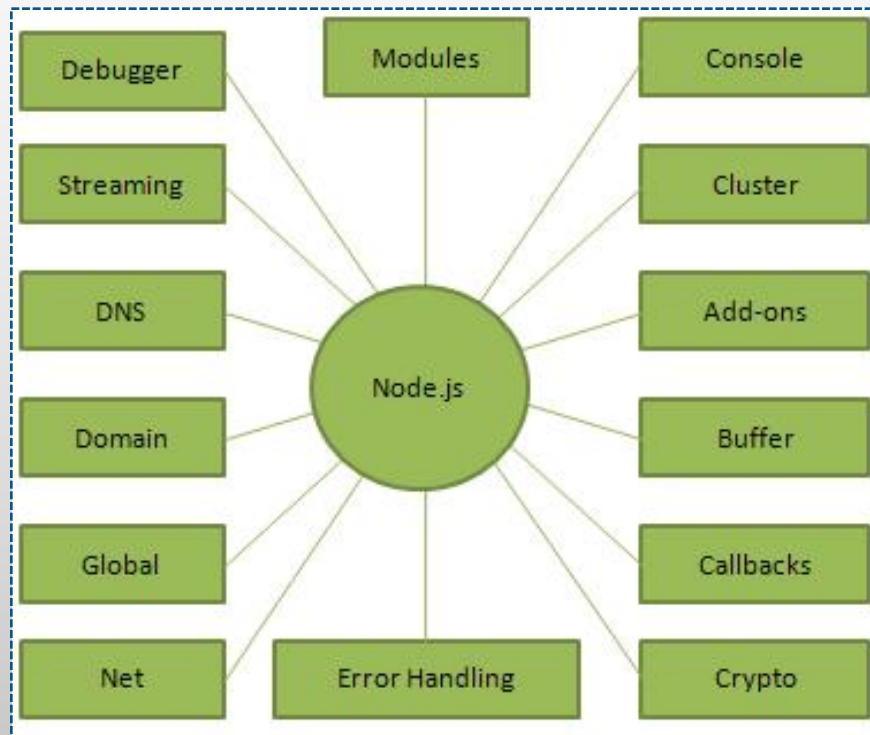 Debugger
Modules
Console
Streaming
Cluster
DNS
Add-ons
Node.js
Domain
Buffer
Global
Callbacks
Net
Error Handling
Crypto